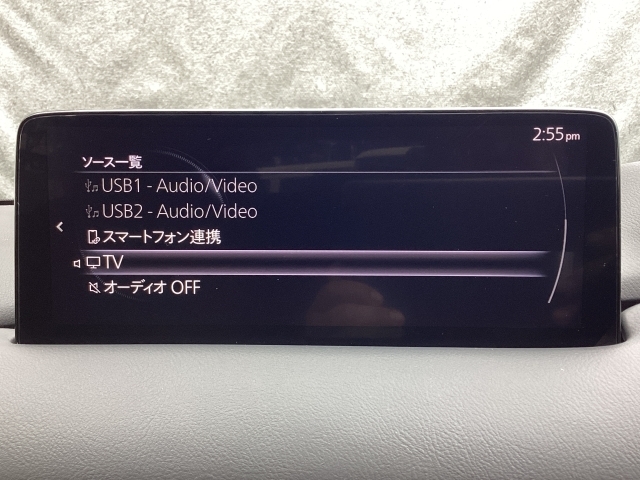 2:55pm
ソース一覧
USB1 - Audio/Video
USB2 - Audio/Video
スマートフォン連携
TV
オーディオ OFF